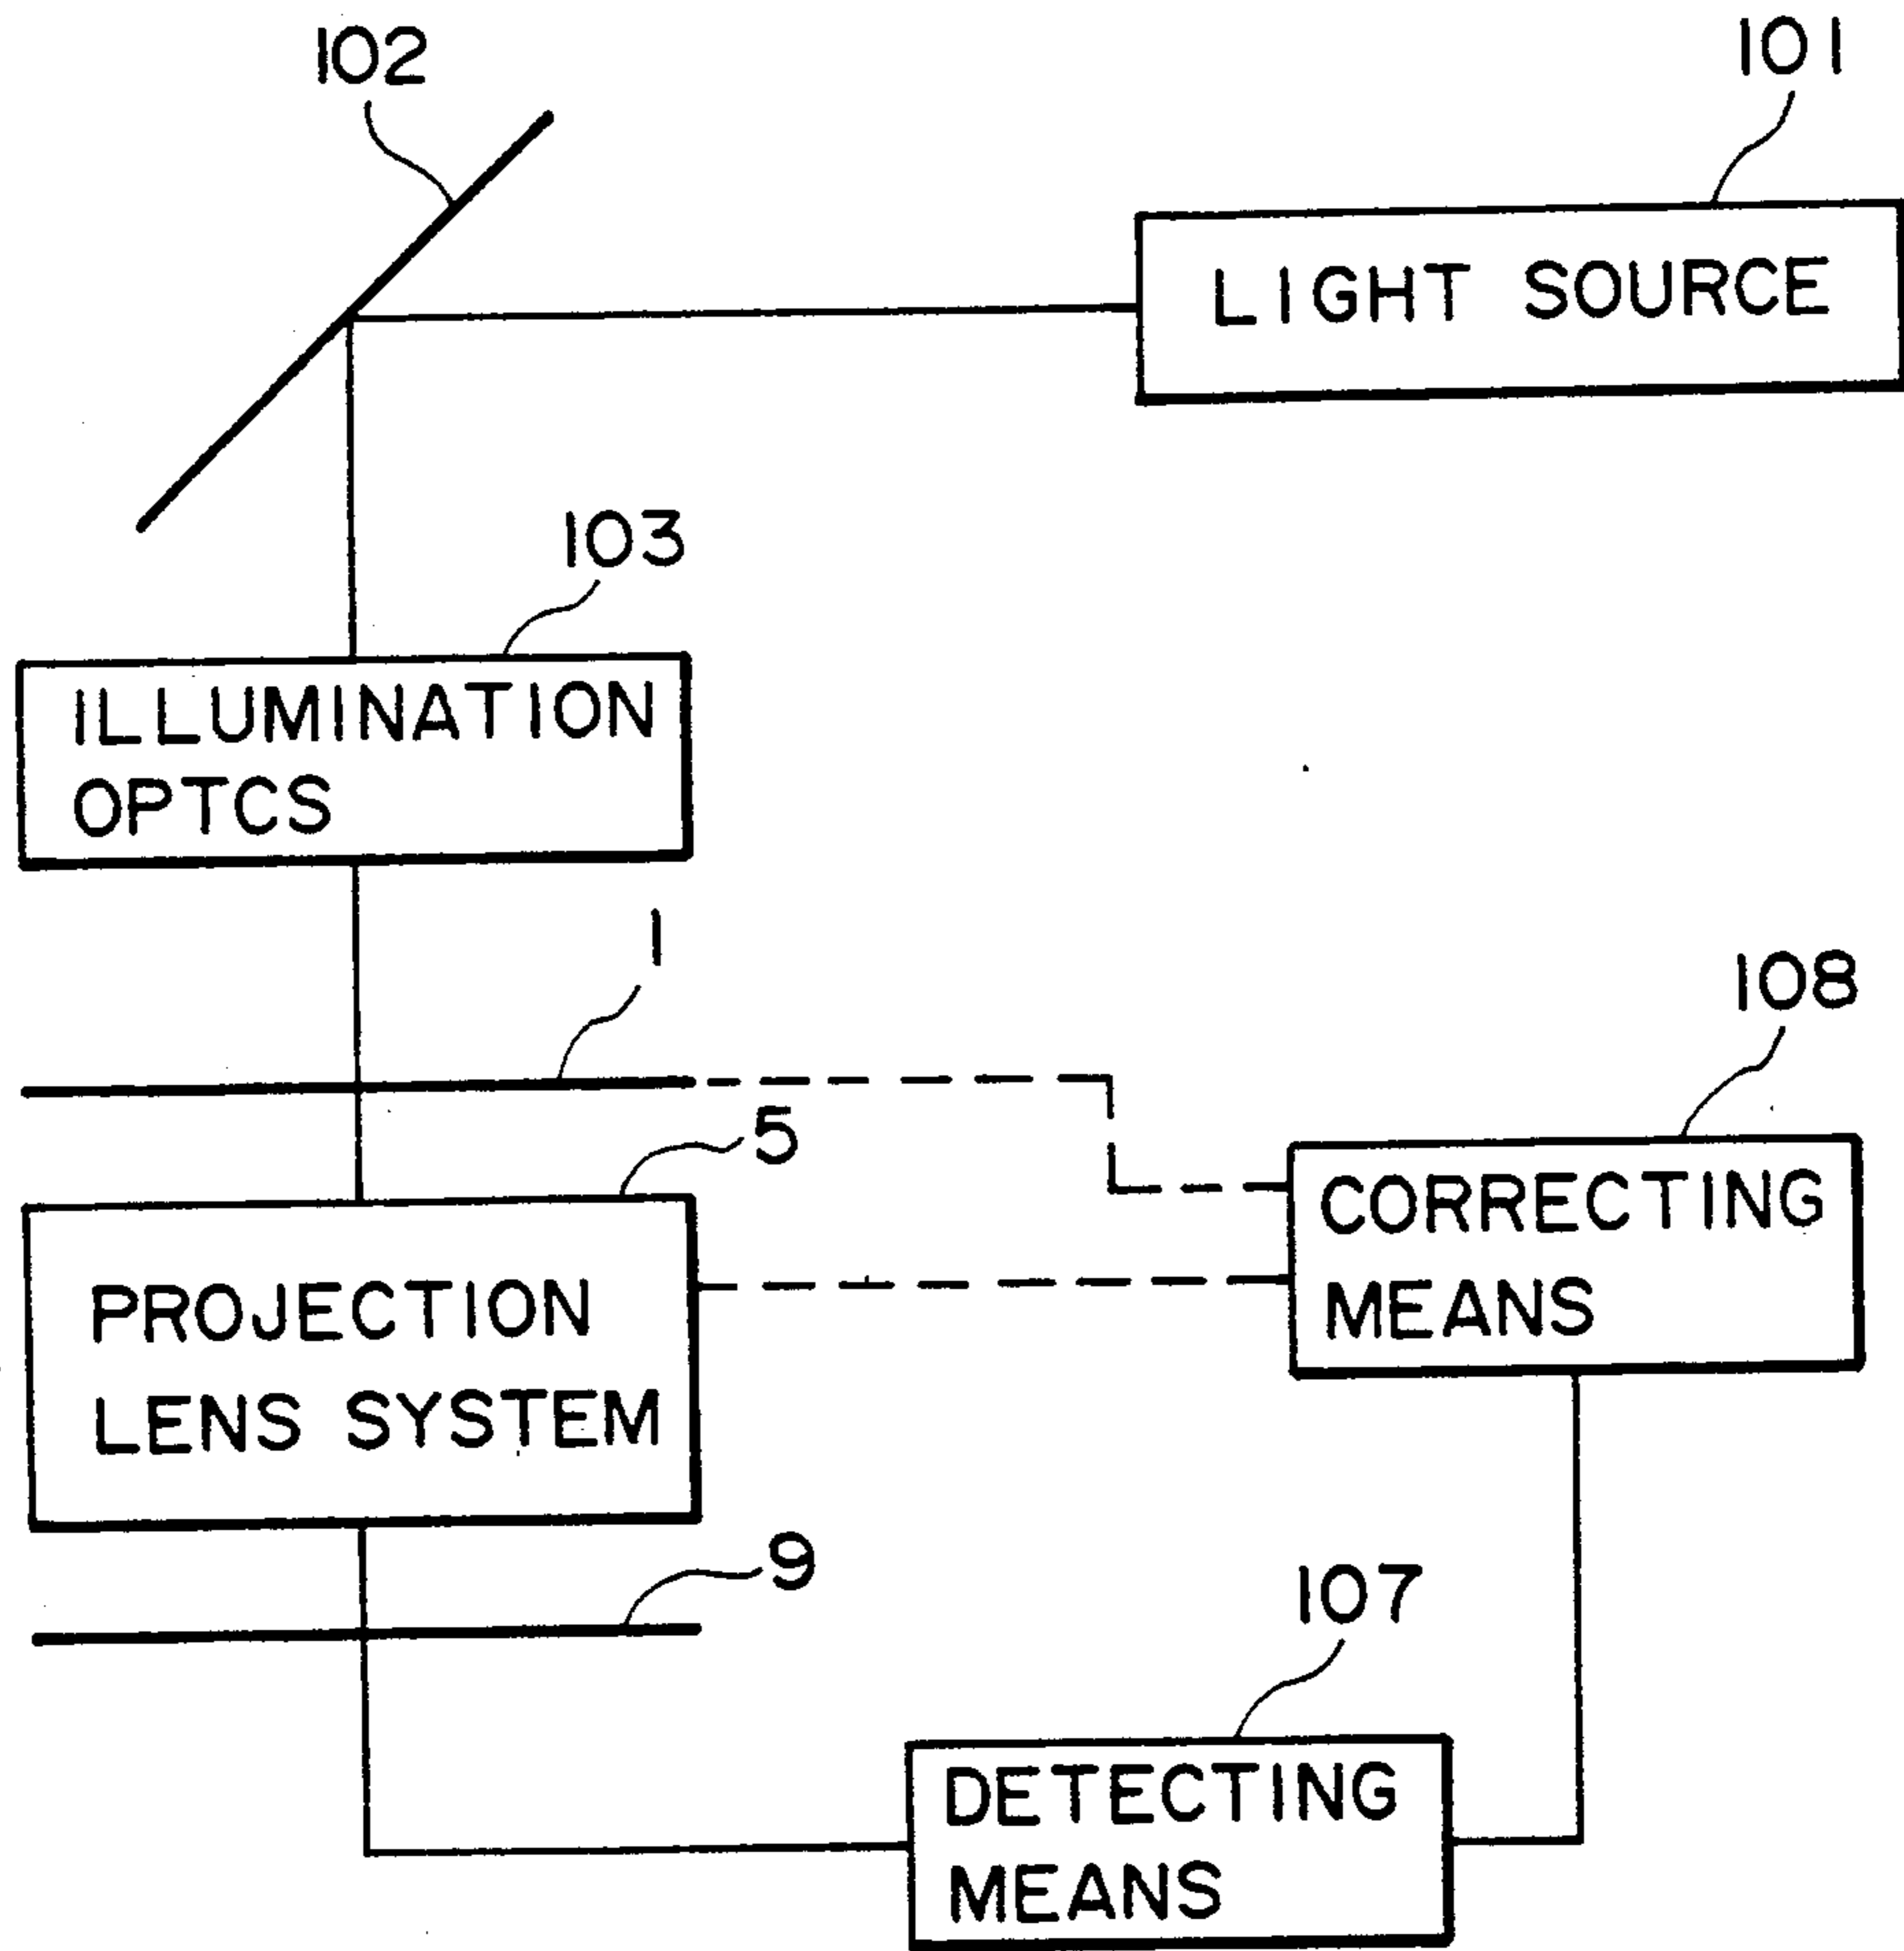 102
101
LIGHT SOURCE
103
ILLUMINATION
OPTCS
1
108
5
CORRECTING
MEANS
PROJECTION
LENS SYSTEM
9
107
DETECTING
MEANS